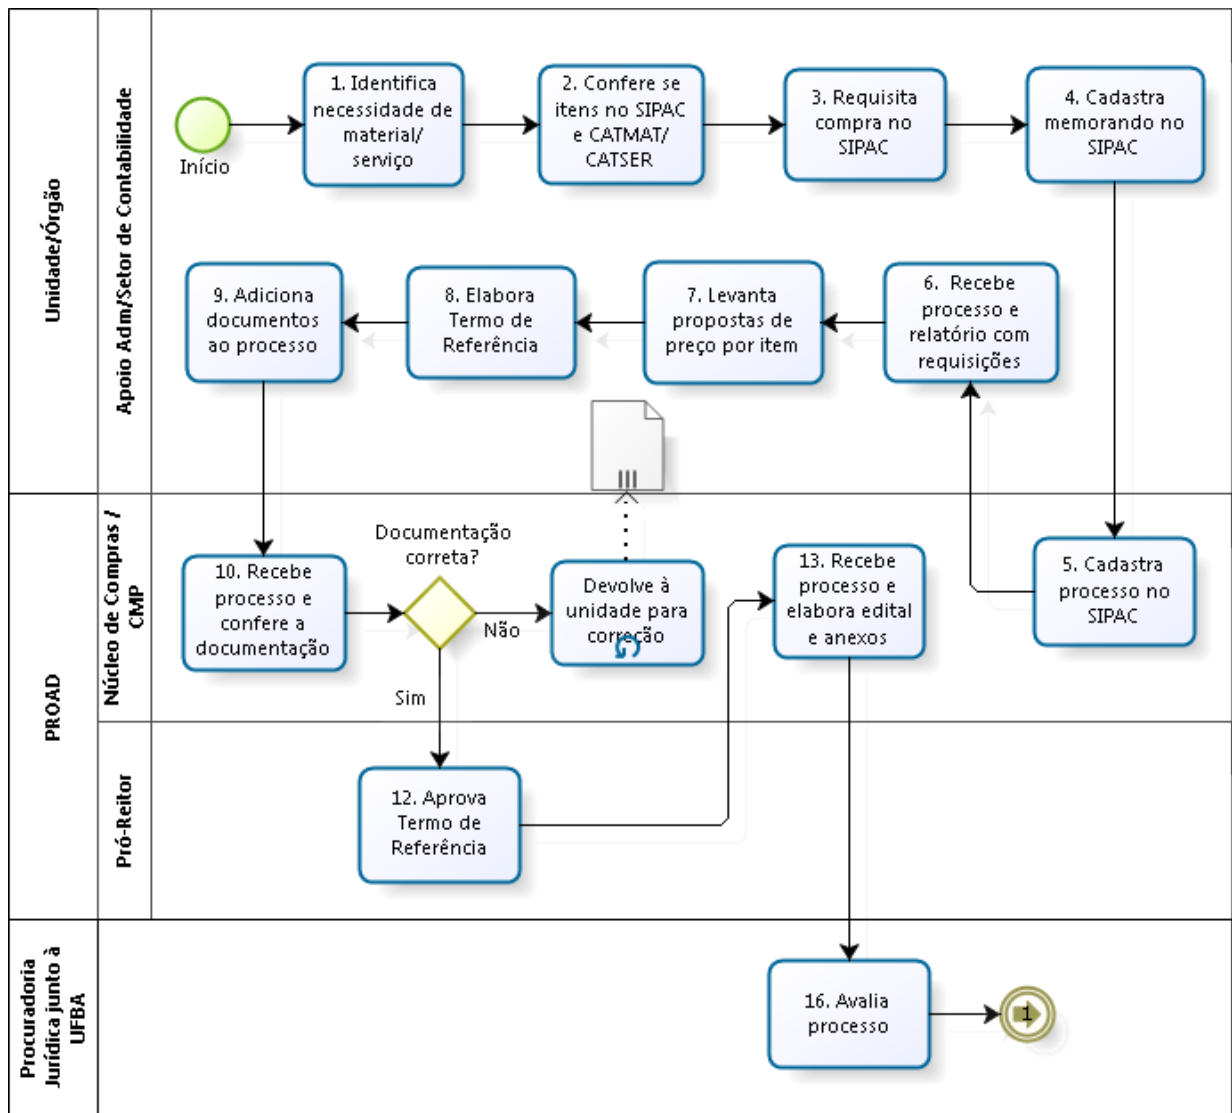 Unidade/Órgão
Apoio Adm/Setor de Contabilidade
Início
1. Identifica
necessidade de
material/
serviço
2. Confere se
itens no SIPAC
e CATMAT/
CATSER
3. Requisita
compra no
SIPAC
4. Cadastra
memorando no
SIPAC
9. Adiciona
documentos
ao processo
8. Elabora
Termo de
Referência
7. Levanta
propostas de
preço por item
6. Recebe
processo e
relatório com
requisições
PROAD
Núcleo de Compras /
CMP
10. Recebe
processo e
confere a
documentação
Documentação
correta?
Não
Sim
Devolve à
unidade para
correção
13. Recebe
processo e
elabora edital
e anexos
5. Cadastra
processo no
SIPAC
Pró-Reitor
12. Aprova
Termo de
Referência
Procuradoria
Jurídica junto à
UFBA
16. Avalia
processo
1